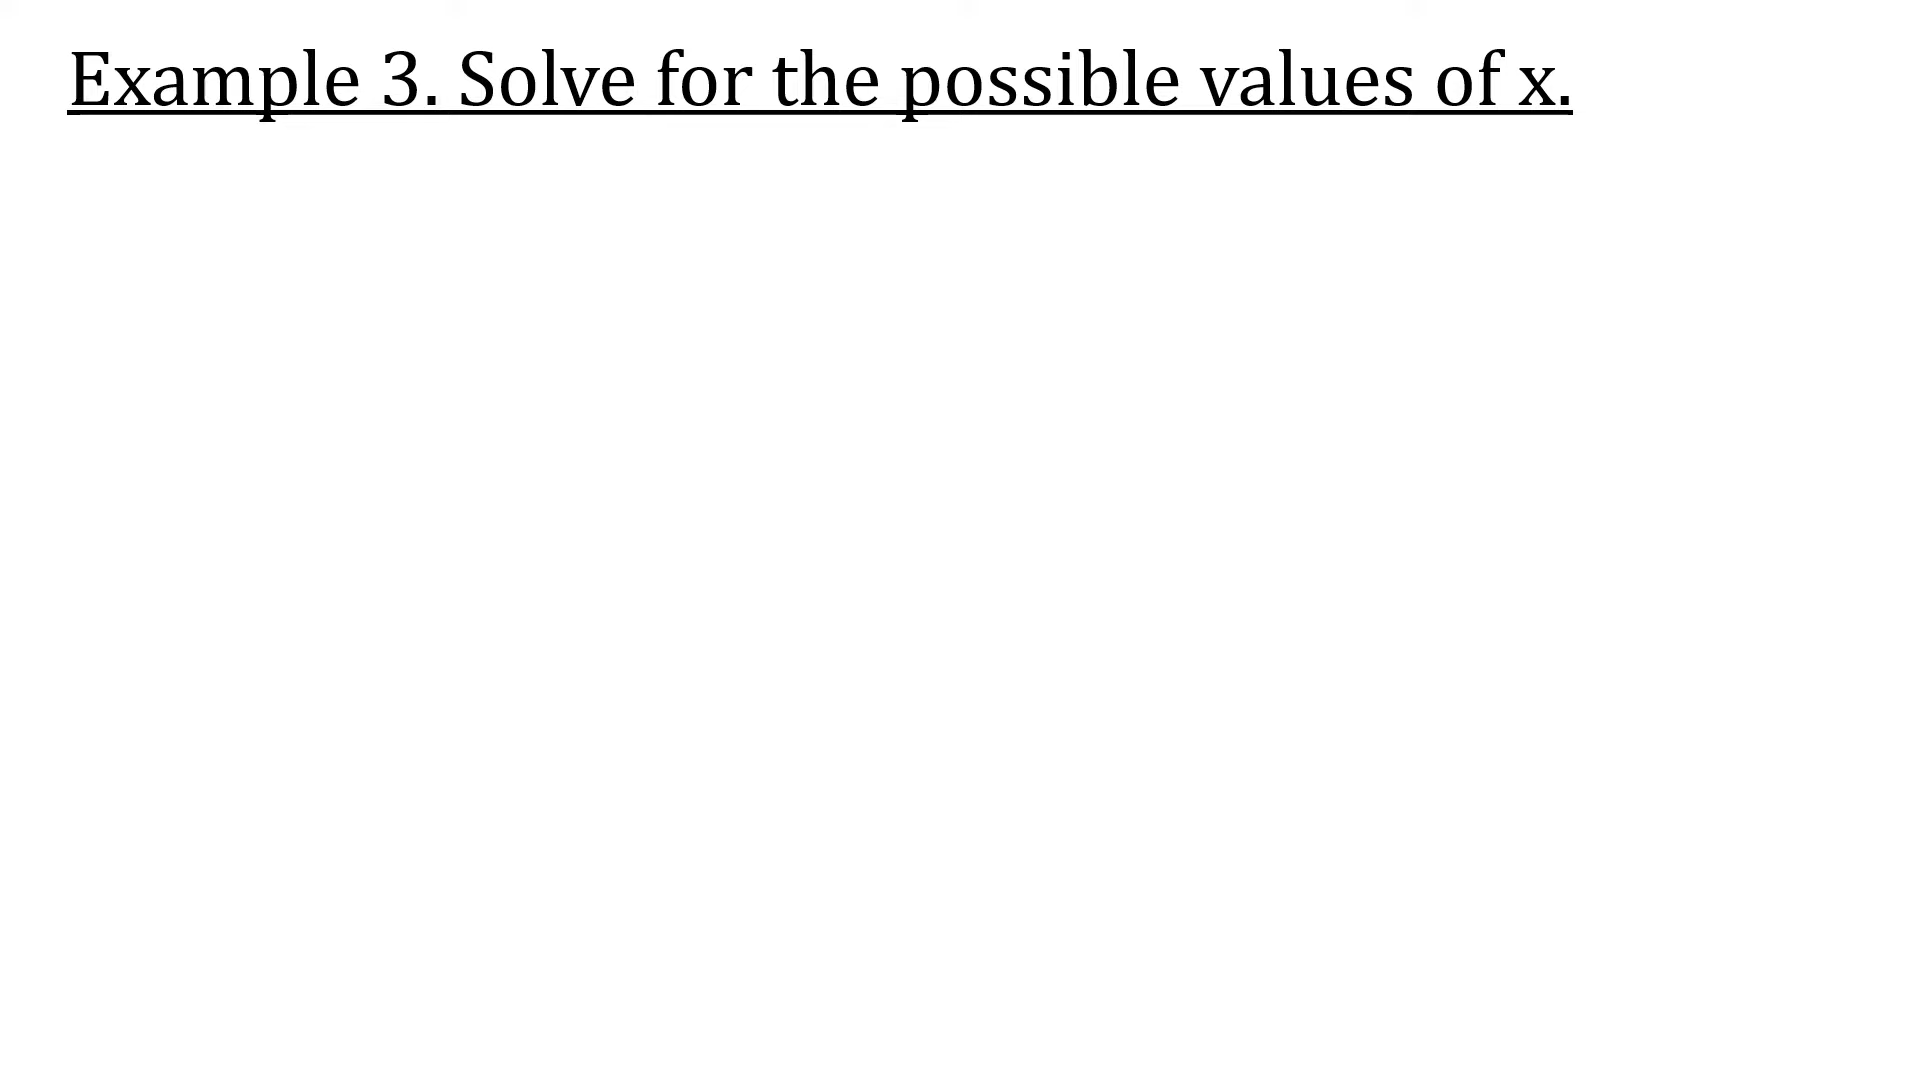 Example 3. Solve for the possible values of x.